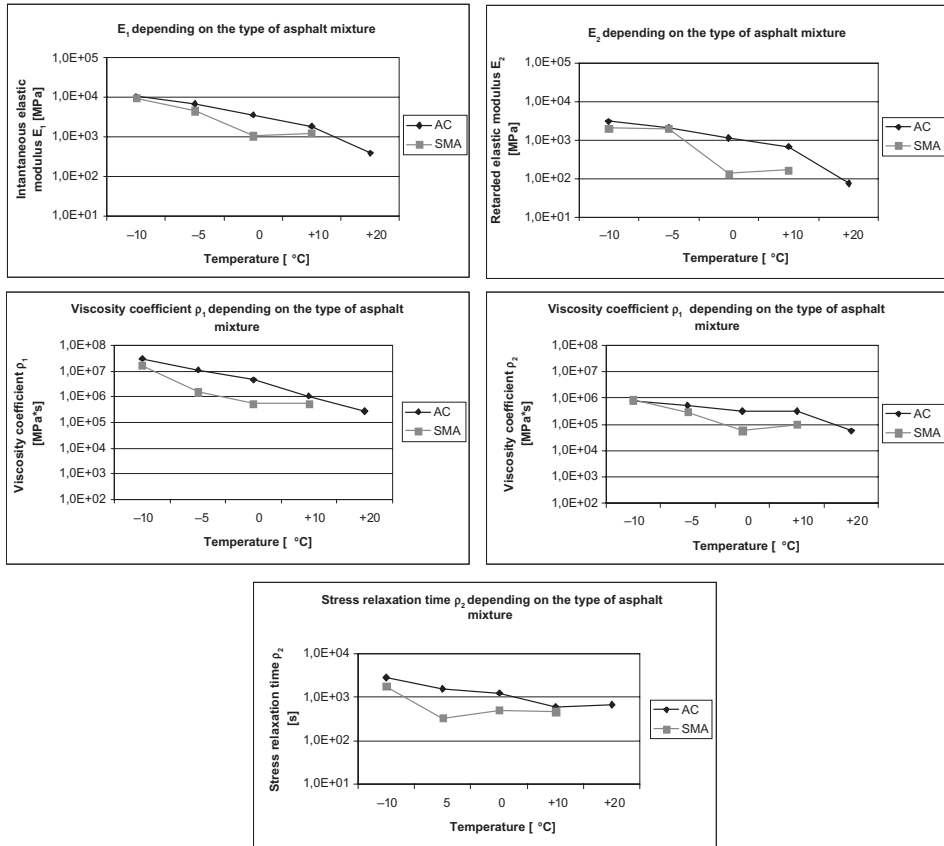 E₁ depending on the type of asphalt mixture
Intantaneous elastic
modulus E₁ [MPa]
1,0E+05
1,0E+04
1,0E+03
1,0E+02
1,0E+01
–10 –5 0 +10 +20
Temperature [ °C]
AC
SMA
E₂ depending on the type of asphalt mixture
Retarded elastic modulus E₂
[MPa]
1,0E+05
1,0E+04
1,0E+03
1,0E+02
1,0E+01
–10 –5 0 +10 +20
Temperature [ °C]
AC
SMA
Viscosity coefficient ρ₁ depending on the type of asphalt
mixture
Viscosity coefficient ρ₁
[MPa*s]
1,0E+08
1,0E+07
1,0E+06
1,0E+05
1,0E+04
1,0E+03
1,0E+02
–10 –5 0 +10 +20
Temperature [ °C]
AC
SMA
Viscosity coefficient ρ₁ depending on the type of asphalt
mixture
Viscosity coefficient ρ₂
[MPa*s]
1,0E+08
1,0E+07
1,0E+06
1,0E+05
1,0E+04
1,0E+03
1,0E+02
–10 –5 0 +10 +20
Temperature [ °C]
AC
SMA
Stress relaxation time ρ₂ depending on the type of asphalt
mixture
Stress relaxation time ρ₂
[s]
1,0E+04
1,0E+03
1,0E+02
1,0E+01
–10 5 0 +10 +20
Temperature [ °C]
AC
SMA